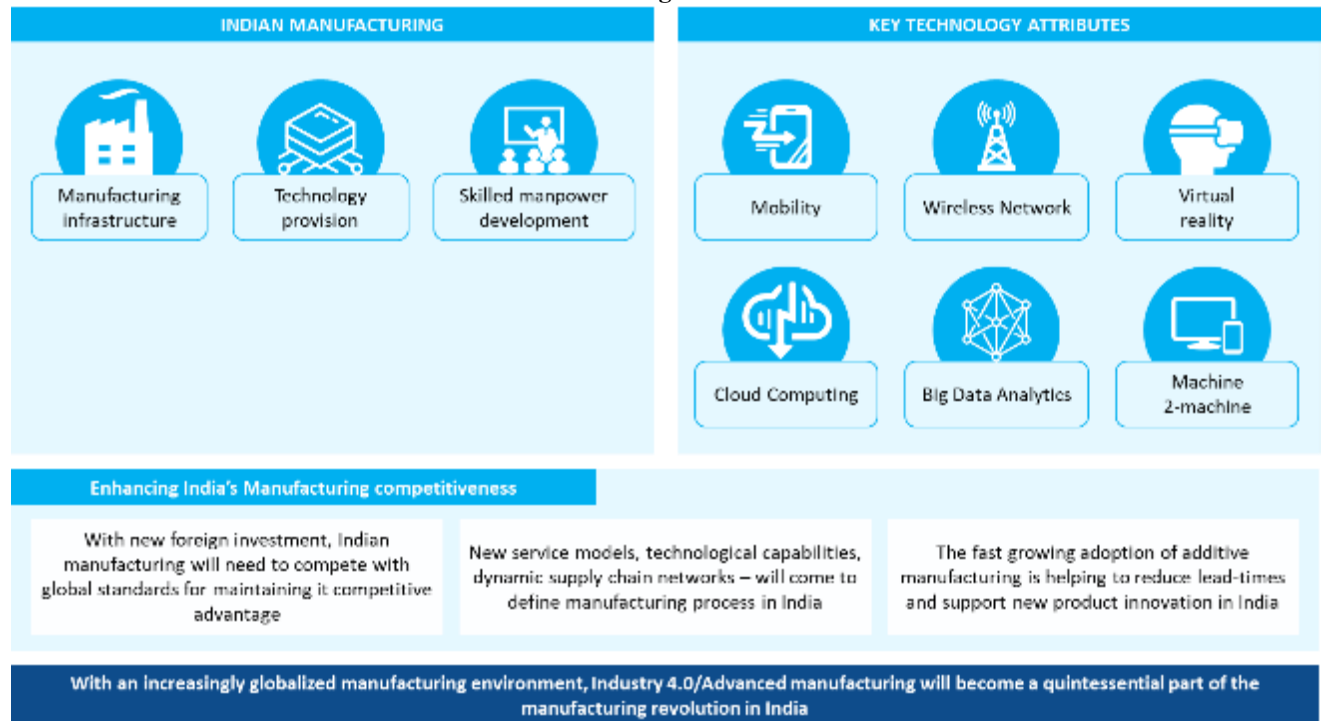 INDIAN MANUFACTURING
Manufacturing
infrastructure
Technology
provision
Skilled manpower
development
KEY TECHNOLOGY ATTRIBUTES
Mobility
Wireless Network
Virtual
reality
Cloud Computing
Big Data Analytics
Machine
2-machine
Enhancing India's Manufacturing competitiveness
With new foreign investment, Indian
manufacturing will need to compete with
global standards for maintaining it competitive
advantage
New service models, technological capabilities,
dynamic supply chain networks – will come to
define manufacturing process in India
The fast growing adoption of additive
manufacturing is helping to reduce lead-times
and support new product innovation in India
With an increasingly globalized manufacturing environment, Industry 4.0/Advanced manufacturing will become a quintessential part of the
manufacturing revolution in India